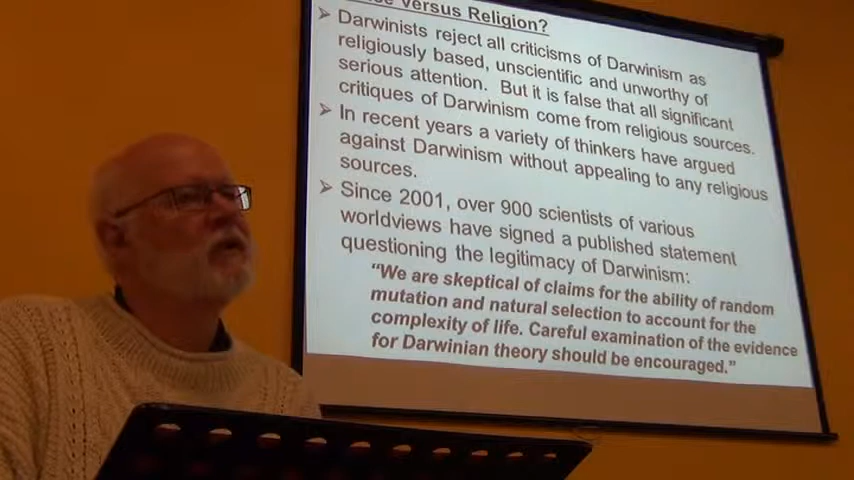 Versus Religion?
➢ Darwinists reject all criticisms of Darwinism as
religiously based, unscientific and unworthy of
serious attention. But it is false that all significant
critiques of Darwinism come from religious sources.
➢ In recent years a variety of thinkers have argued
against Darwinism without appealing to any religious
sources.
➢ Since 2001, over 900 scientists of various
worldviews have signed a published statement
questioning the legitimacy of Darwinism:
“We are skeptical of claims for the ability of random
mutation and natural selection to account for the
complexity of life. Careful examination of the evidence
for Darwinian theory should be encouraged.”